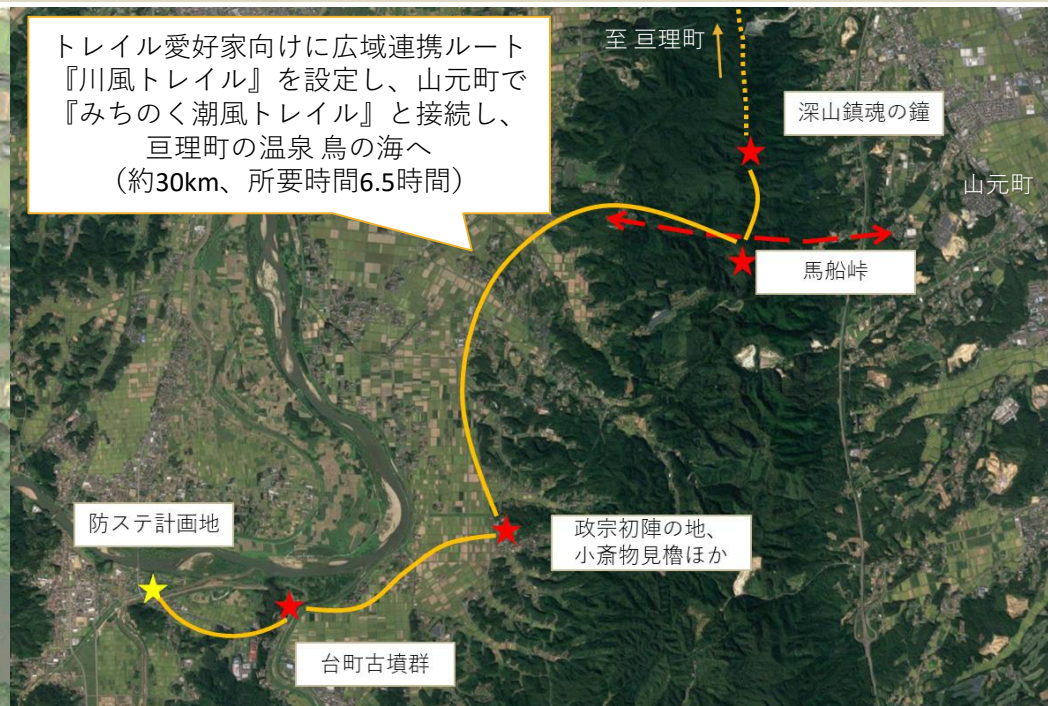 トレイル愛好家向けに広域連携ルート
『川風トレイル』を設定し、山元町で
『みちのく潮風トレイル』と接続し、
亘理町の温泉 鳥の海へ
（約30km、所要時間6.5時間）
至 亘理町
深山鎮魂の鐘
山元町
馬船峠
防ステ計画地
政宗初陣の地、
小斎物見櫓ほか
台町古墳群